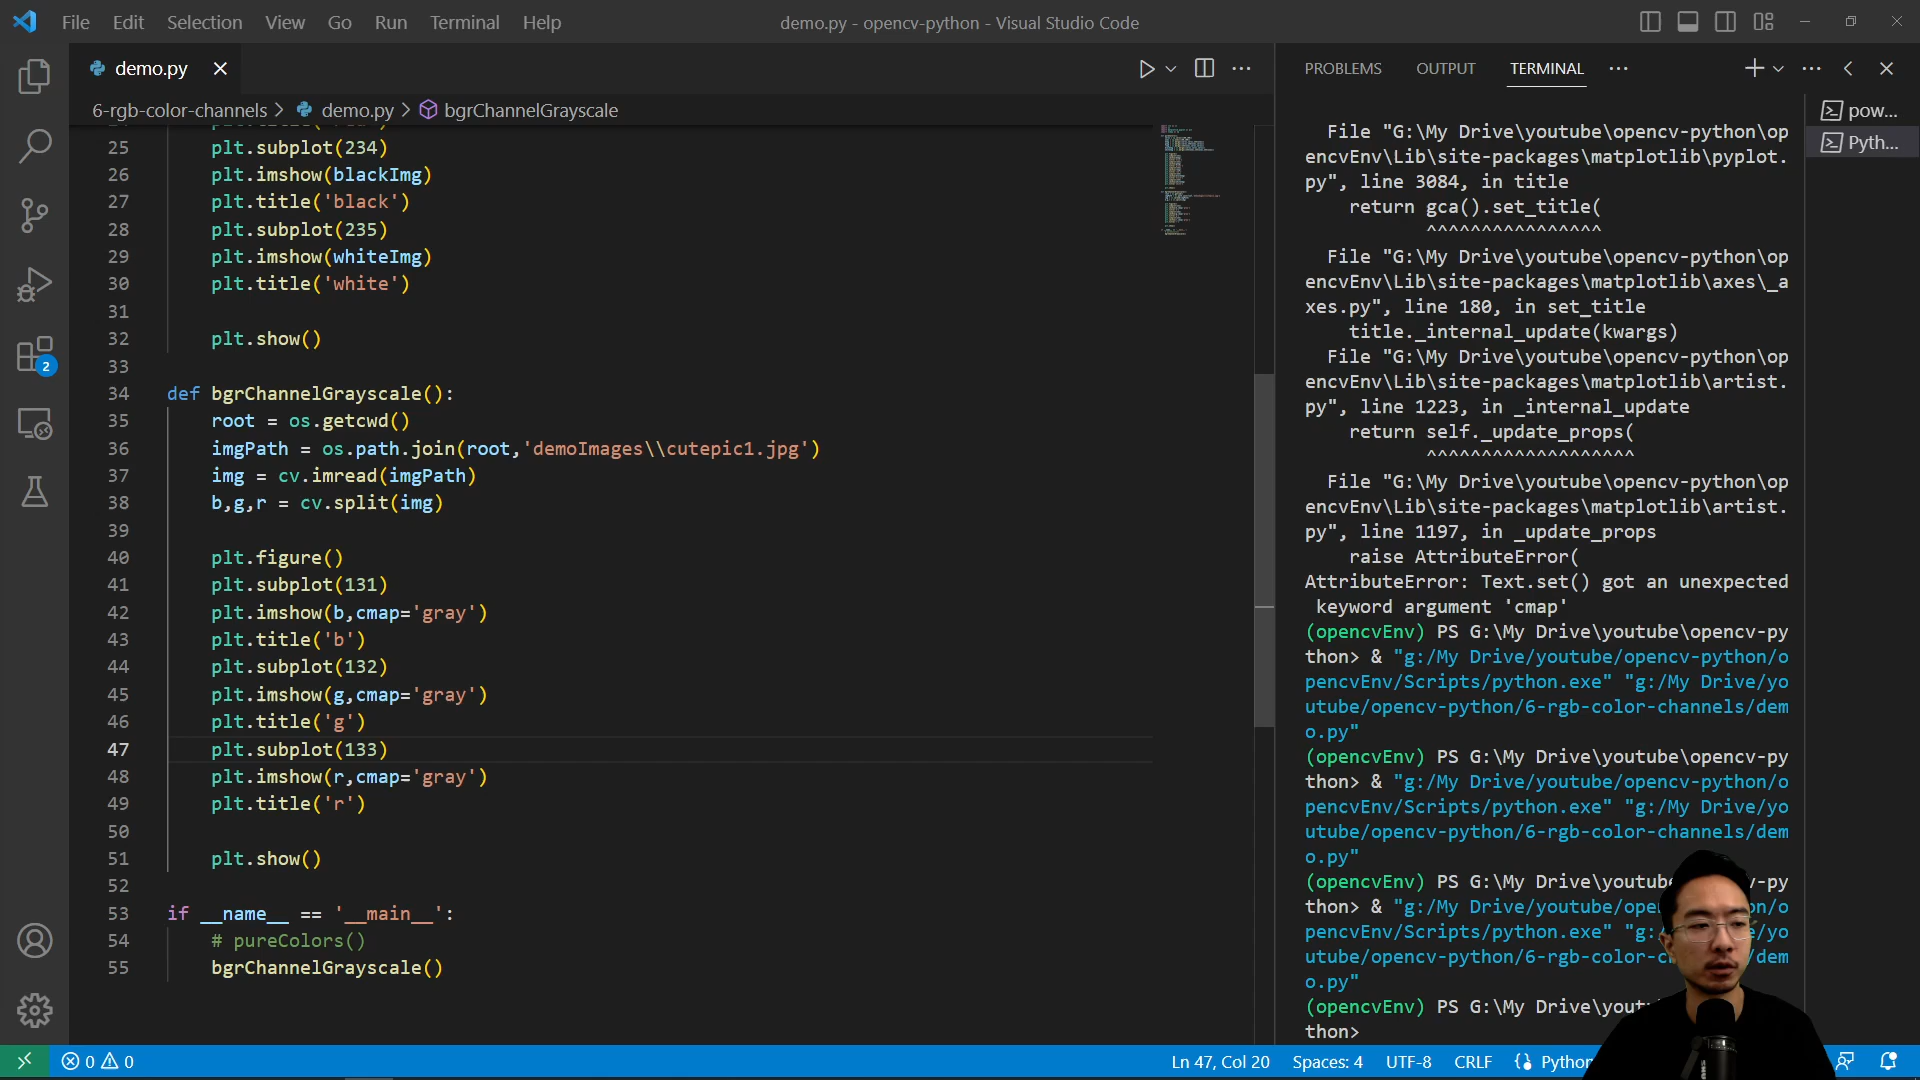 File Edit Selection View Go Run Terminal Help
demo.py - opencv-python - Visual Studio Code
demo.py
6-rgb-color-channels > demo.py > bgrChannelGrayscale
25 plt.subplot(234)
26 plt.imshow(blackImg)
27 plt.title('black')
28 plt.subplot(235)
29 plt.imshow(whiteImg)
30 plt.title('white')
31
32 plt.show()
33
34 def bgrChannelGrayscale():
35 root = os.getcwd()
36 imgPath = os.path.join(root,'demoImages\\cutepic1.jpg')
37 img = cv.imread(imgPath)
38 b,g,r = cv.split(img)
39
40 plt.figure()
41 plt.subplot(131)
42 plt.imshow(b,cmap='gray')
43 plt.title('b')
44 plt.subplot(132)
45 plt.imshow(g,cmap='gray')
46 plt.title('g')
47 plt.subplot(133)
48 plt.imshow(r,cmap='gray')
49 plt.title('r')
50
51 plt.show()
52
53 if __name__ == '__main__':
54 # pureColors()
55 bgrChannelGrayscale()
PROBLEMS OUTPUT TERMINAL
pow...
Pyth...
File "G:\My Drive\youtube\opencv-python\op
encvEnv\Lib\site-packages\matplotlib\pyplot.
py", line 3084, in title
return gca().set_title(
^^^^^^^^^^^^^^^^
File "G:\My Drive\youtube\opencv-python\op
encvEnv\Lib\site-packages\matplotlib\axes\_a
xes.py", line 180, in set_title
title._internal_update(kwargs)
File "G:\My Drive\youtube\opencv-python\op
encvEnv\Lib\site-packages\matplotlib\artist.
py", line 1223, in _internal_update
return self._update_props(
^^^^^^^^^^^^^^^^^^^
File "G:\My Drive\youtube\opencv-python\op
encvEnv\Lib\site-packages\matplotlib\artist.
py", line 1197, in _update_props
raise AttributeError(
AttributeError: Text.set() got an unexpected
keyword argument 'cmap'
(opencvEnv) PS G:\My Drive\youtube\opencv-py
thon> & "g:/My Drive/youtube/opencv-python/o
pencvEnv/Scripts/python.exe" "g:/My Drive/yo
utube/opencv-python/6-rgb-color-channels/dem
o.py"
(opencvEnv) PS G:\My Drive\youtube\opencv-py
thon> & "g:/My Drive/youtube/opencv-python/o
pencvEnv/Scripts/python.exe" "g:/My Drive/yo
utube/opencv-python/6-rgb-color-channels/dem
o.py"
(opencvEnv) PS G:\My Drive\youtube v-py
thon> & "g:/My Drive/youtube/ope n/o
pencvEnv/Scripts/python.exe" "g: /yo
utube/opencv-python/6-rgb-color-c dem
o.py"
(opencvEnv) PS G:\My Drive\yout
thon>
2
0 0
Ln 47, Col 20 Spaces: 4 UTF-8 CRLF Python